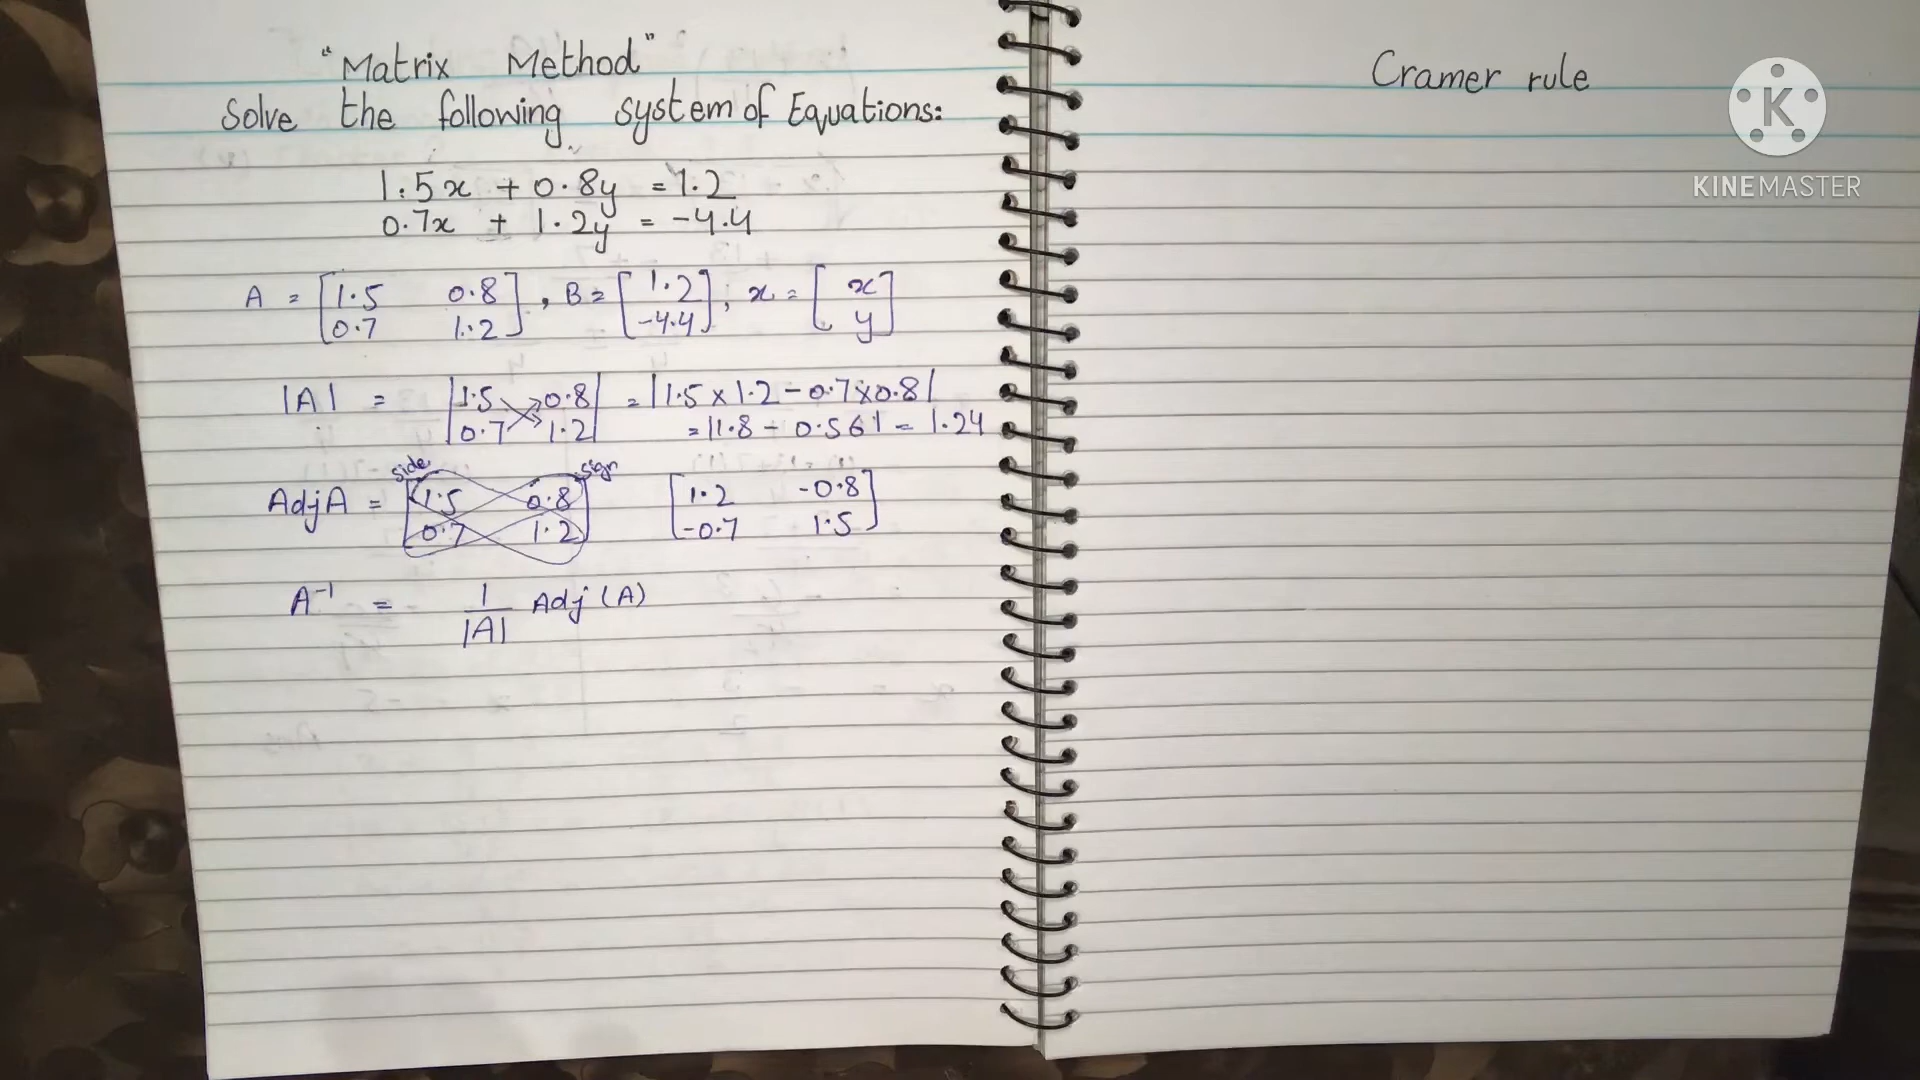 "Matrix Method"
Solve the following system of Equations:
1.5x + 0.8y = 1.2
0.7x + 1.2y = -4.4
A = [1.5 0.8
0.7 1.2], B = [1.2
-4.4], x = [x
y]
|A| = |1.5 0.8
0.7 1.2| = |1.5 x 1.2 - 0.7 x 0.8|
= |1.8 - 0.56| = 1.24
side sign
Adj A = [1.5 0.8
0.7 1.2] [1.2 -0.8
-0.7 1.5]
A⁻¹ = 1/|A| Adj (A)
Cramer rule
K
KINEMASTER